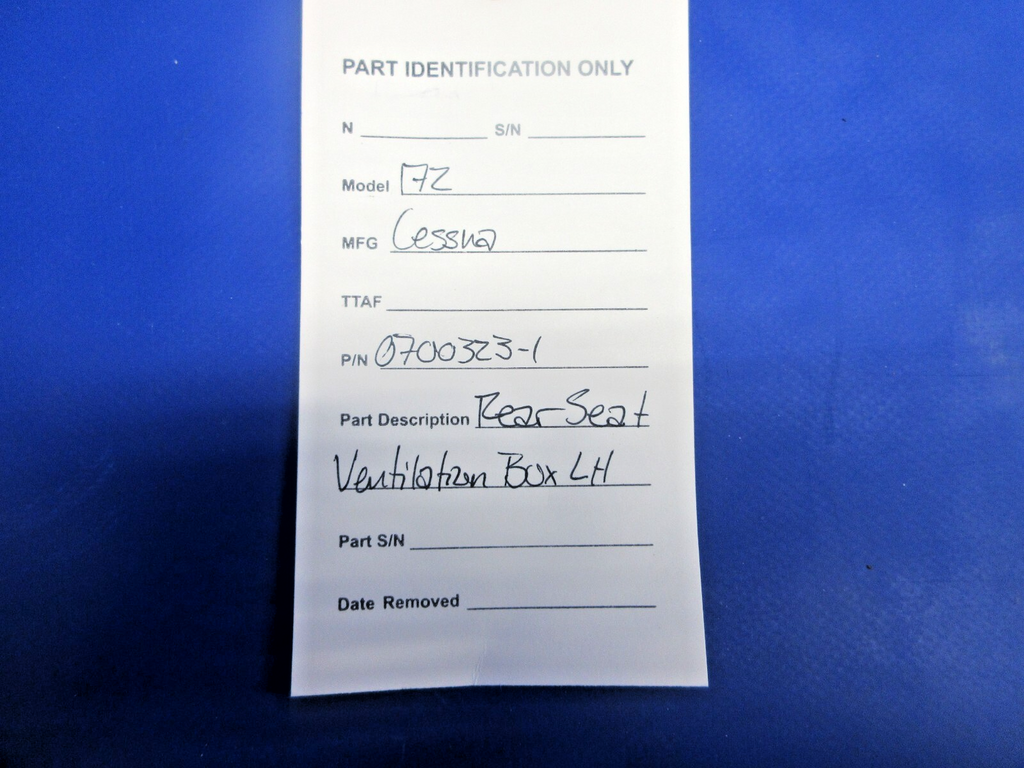 PART IDENTIFICATION ONLY
N S/N
Model 172
MFG Cessna
TTAF
P/N 0700323-1
Part Description Rear Seat
Ventilation Box LH
Part S/N
Date Removed